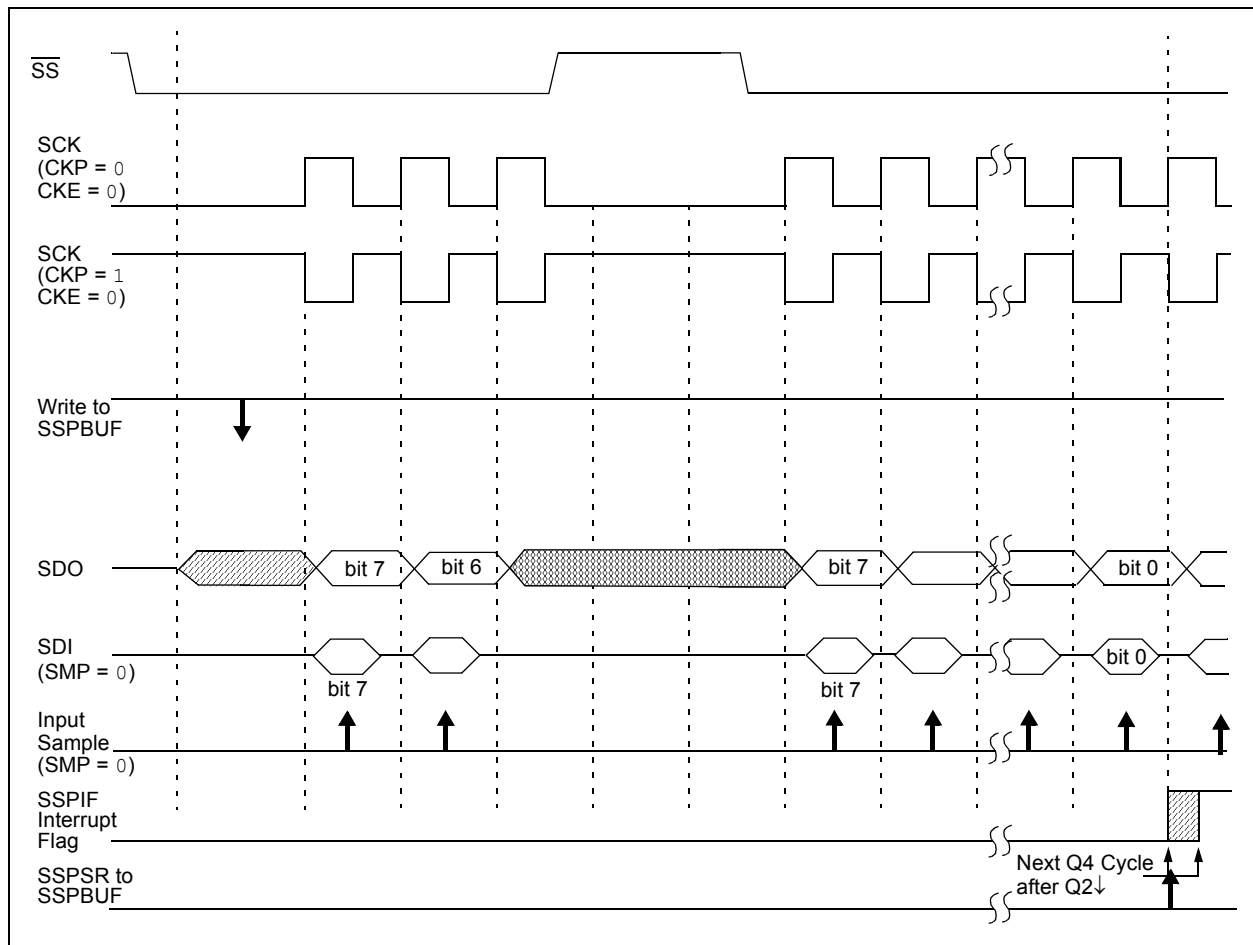 SS
SCK
(CKP = 0
CKE = 0)
SCK
(CKP = 1
CKE = 0)
Write to
SSPBUF
SDO
bit 7
bit 6
bit 7
bit 0
SDI
(SMP = 0)
bit 7
bit 7
bit 0
Input
Sample
(SMP = 0)
SSPIF
Interrupt
Flag
SSPSR to
SSPBUF
Next Q4 Cycle
after Q2↓